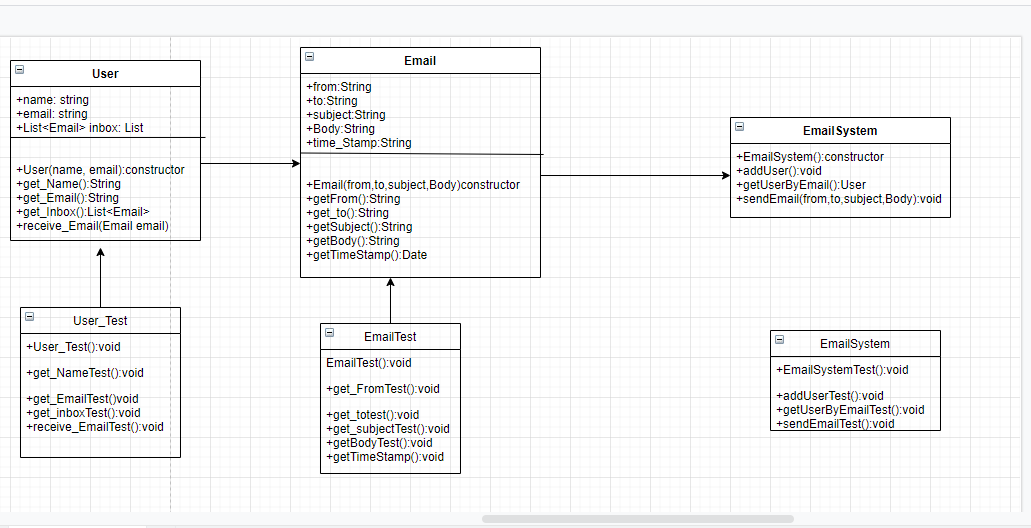 User
+name: string
+email: string
+List<Email> inbox: List
+User(name, email):constructor
+get_Name():String
+get_Email():String
+get_Inbox():List<Email>
+receive_Email(Email email)
Email
+from:String
+to:String
+subject:String
+Body:String
+time_Stamp:String
+Email(from,to,subject,Body)constructor
+getFrom():String
+get_to():String
+getSubject():String
+getBody():String
+getTimeStamp():Date
EmailSystem
+EmailSystem():constructor
+addUser():void
+getUserByEmail():User
+sendEmail(from,to,subject,Body):void
User_Test
+User_Test():void
+get_NameTest():void
+get_EmailTest()void
+get_inboxTest():void
+receive_EmailTest():void
EmailTest
EmailTest():void
+get_FromTest():void
+get_totest():void
+get_subjectTest():void
+getBodyTest():void
+getTimeStamp():void
EmailSystem
+EmailSystemTest():void
+addUserTest():void
+getUserByEmailTest():void
+sendEmailTest():void